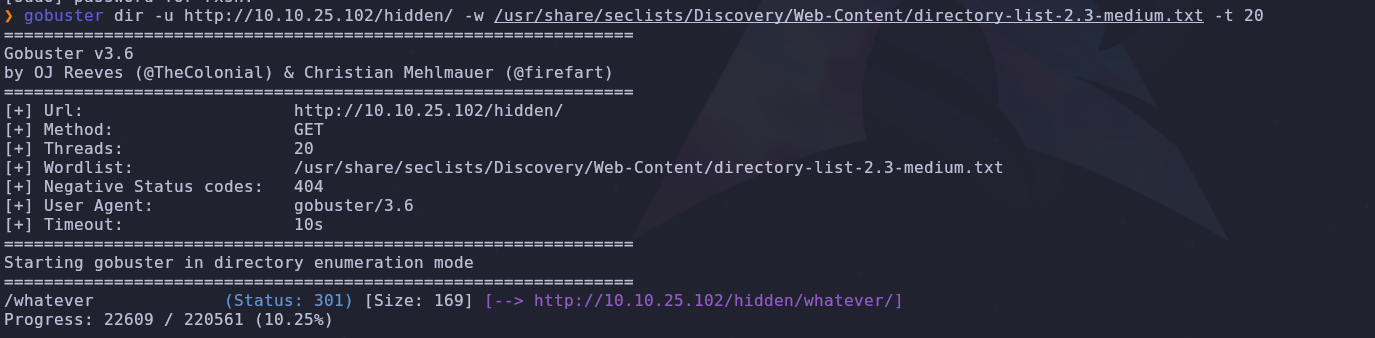 ❯ gobuster dir -u http://10.10.25.102/hidden/ -w /usr/share/seclists/Discovery/Web-Content/directory-list-2.3-medium.txt -t 20
===============================================================
Gobuster v3.6
by OJ Reeves (@TheColonial) & Christian Mehlmauer (@firefart)
===============================================================
[+] Url:                     http://10.10.25.102/hidden/
[+] Method:                  GET
[+] Threads:                 20
[+] Wordlist:                /usr/share/seclists/Discovery/Web-Content/directory-list-2.3-medium.txt
[+] Negative Status codes:   404
[+] User Agent:              gobuster/3.6
[+] Timeout:                 10s
===============================================================
Starting gobuster in directory enumeration mode
===============================================================
/whatever             (Status: 301) [Size: 169] [--> http://10.10.25.102/hidden/whatever/]
Progress: 22609 / 220561 (10.25%)